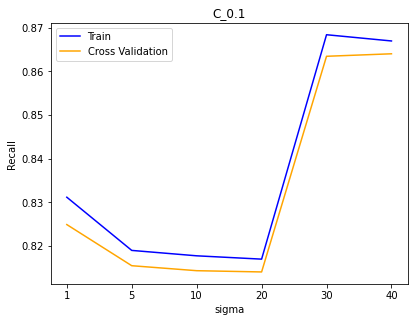 C_0.1
Train
Cross Validation
Recall
0.87
0.86
0.85
0.84
0.83
0.82
1 5 10 20 30 40
sigma